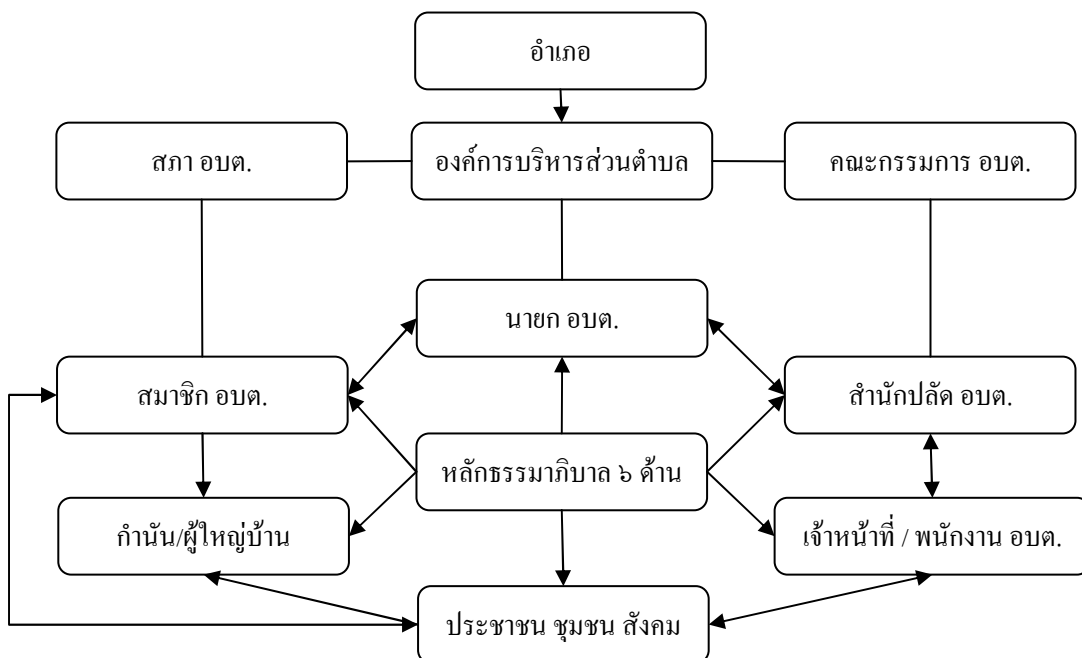 อำเภอ
สภา อบต.
องค์การบริหารส่วนตำบล
คณะกรรมการ อบต.
นายก อบต.
สมาชิก อบต.
สำนักปลัด อบต.
หลักธรรมาภิบาล ๖ ด้าน
กำนัน/ผู้ใหญ่บ้าน
เจ้าหน้าที่ / พนักงาน อบต.
ประชาชน ชุมชน สังคม